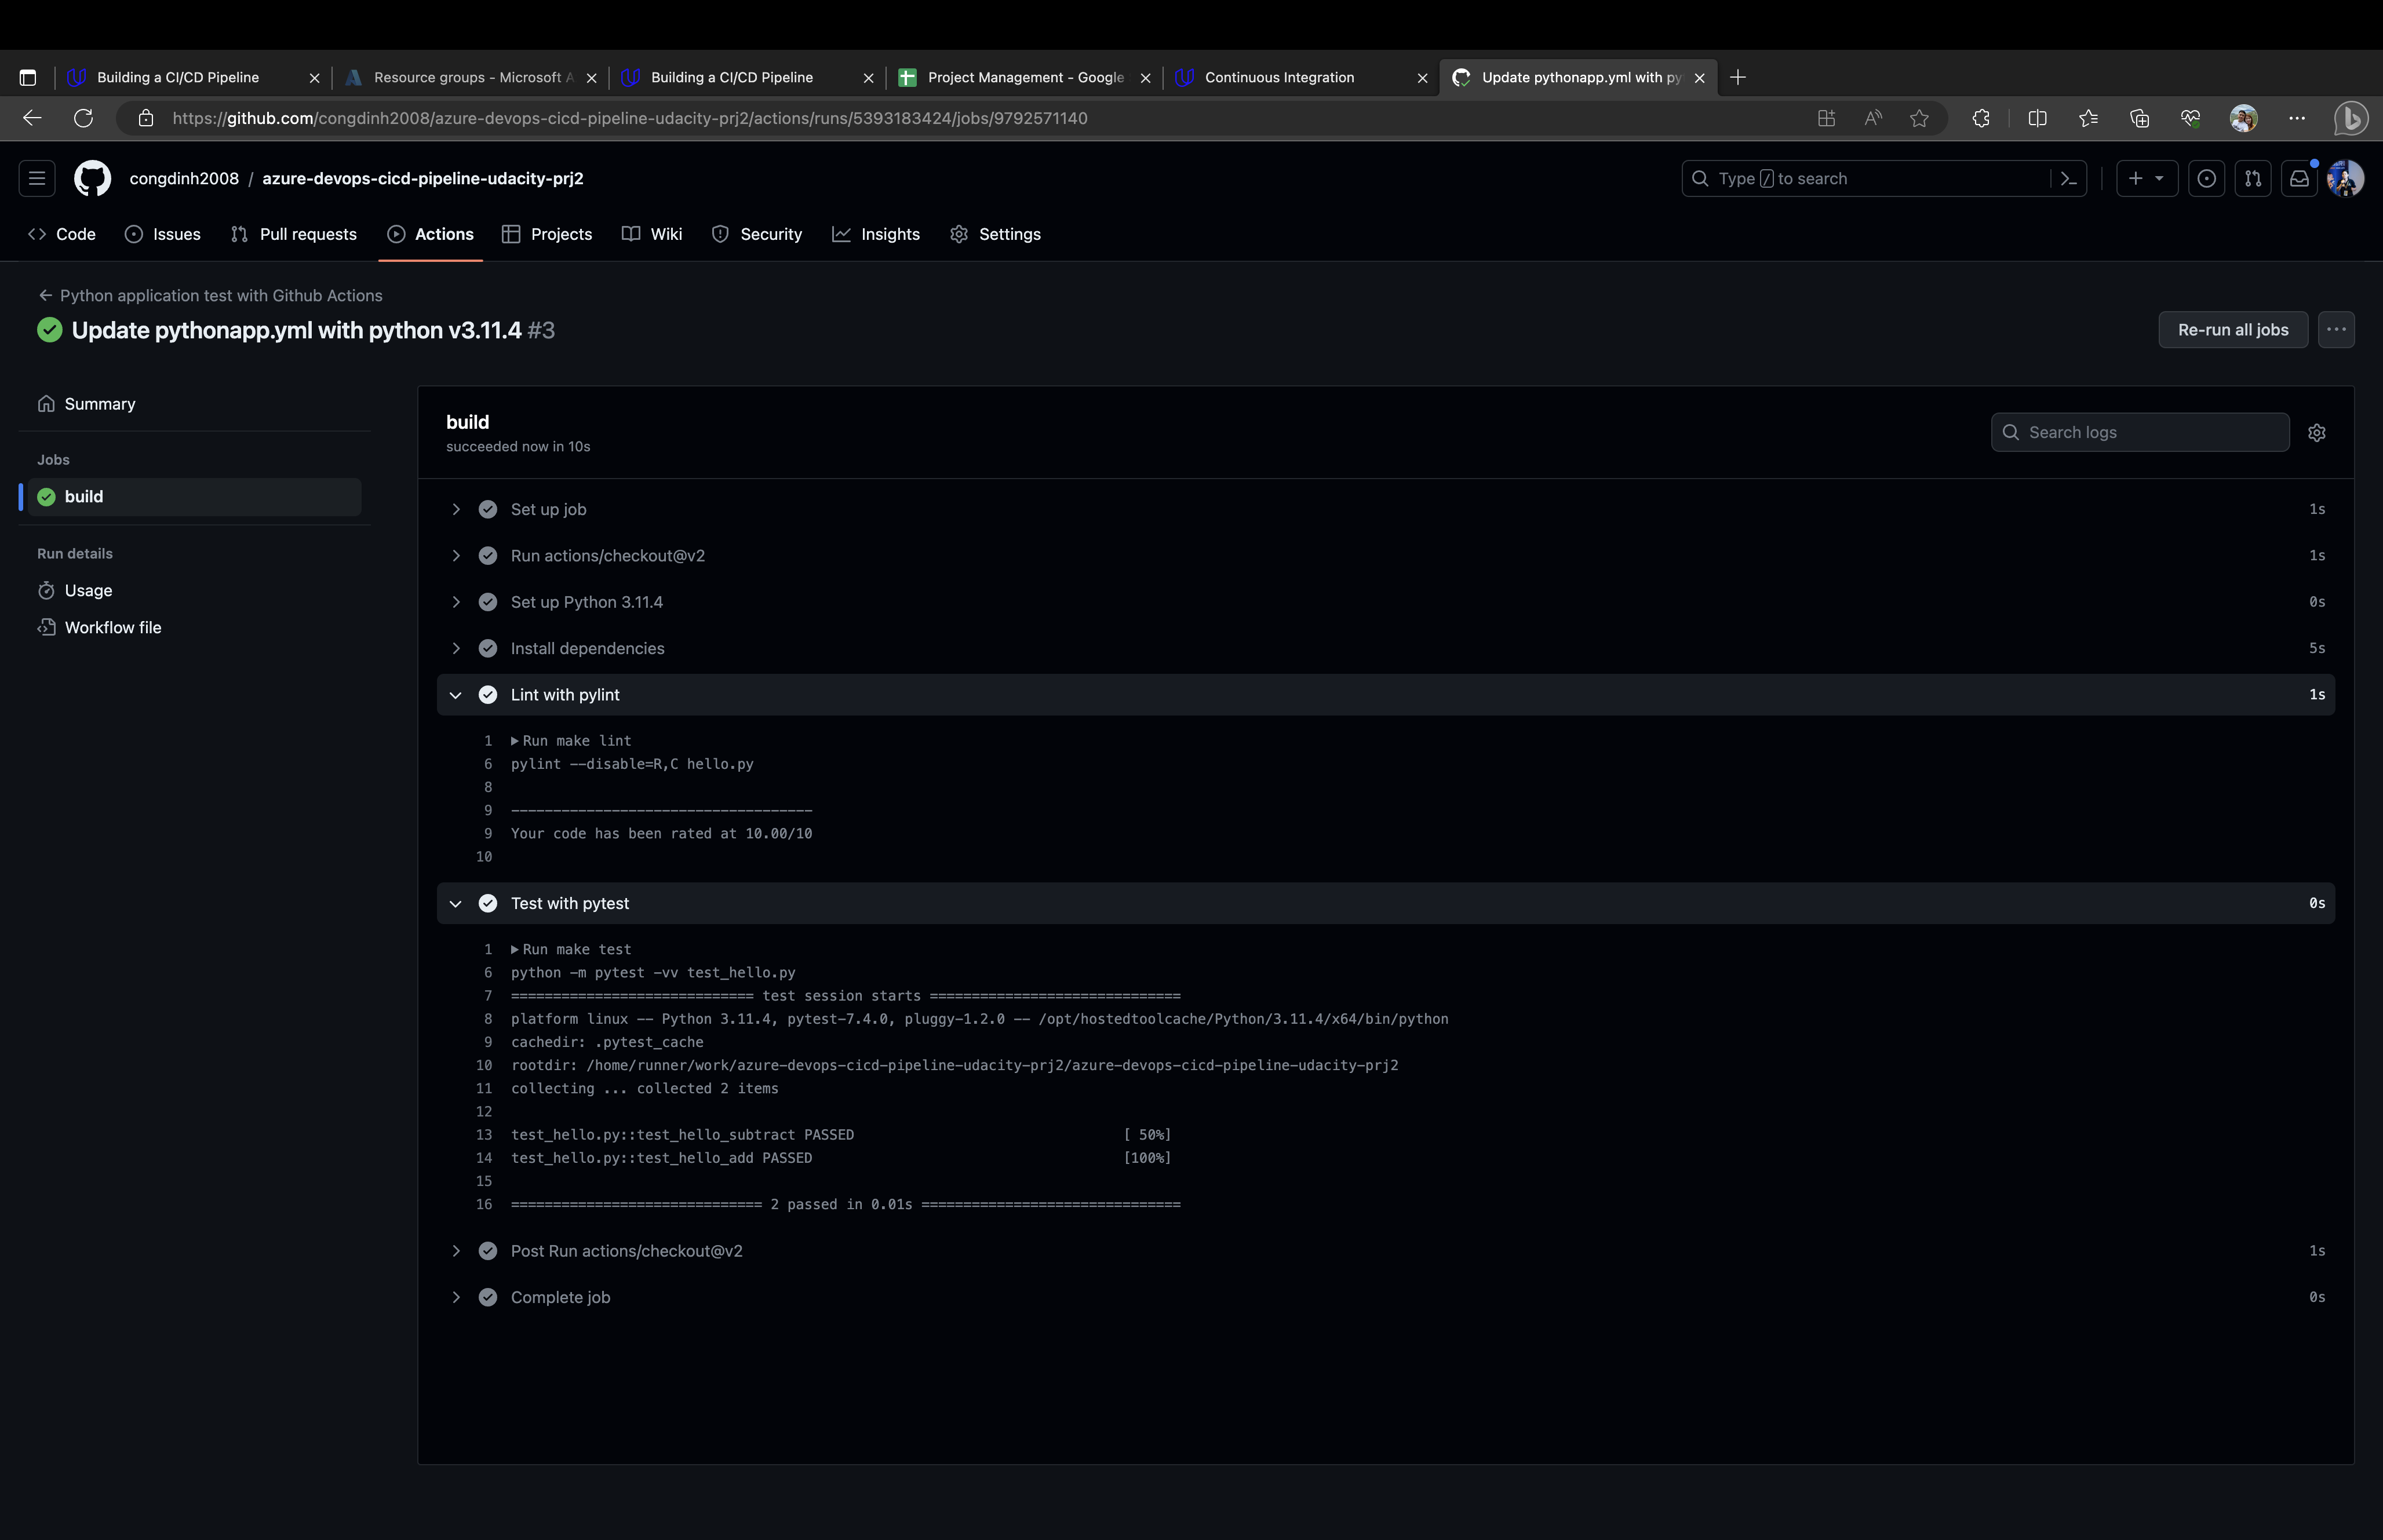 Building a CI/CD Pipeline
Resource groups - Microsoft A
Building a CI/CD Pipeline
Project Management - Google
Continuous Integration
Update pythonapp.yml with py
https://github.com/congdinh2008/azure-devops-cicd-pipeline-udacity-prj2/actions/runs/5393183424/jobs/9792571140
congdinh2008 / azure-devops-cicd-pipeline-udacity-prj2
Type / to search
Code
Issues
Pull requests
Actions
Projects
Wiki
Security
Insights
Settings
Python application test with Github Actions
Update pythonapp.yml with python v3.11.4 #3
Re-run all jobs
Summary
Jobs
build
Run details
Usage
Workflow file
build
succeeded now in 10s
Search logs
Set up job 1s
Run actions/checkout@v2 1s
Set up Python 3.11.4 0s
Install dependencies 5s
Lint with pylint 1s
1 Run make lint
6 pylint --disable=R,C hello.py
8
9 ------------------------------------
9 Your code has been rated at 10.00/10
10
Test with pytest 0s
1 Run make test
6 python -m pytest -vv test_hello.py
7 ============================= test session starts ==============================
8 platform linux -- Python 3.11.4, pytest-7.4.0, pluggy-1.2.0 -- /opt/hostedtoolcache/Python/3.11.4/x64/bin/python
9 cachedir: .pytest_cache
10 rootdir: /home/runner/work/azure-devops-cicd-pipeline-udacity-prj2/azure-devops-cicd-pipeline-udacity-prj2
11 collecting ... collected 2 items
12
13 test_hello.py::test_hello_subtract PASSED [ 50%]
14 test_hello.py::test_hello_add PASSED [100%]
15
16 ============================== 2 passed in 0.01s ===============================
Post Run actions/checkout@v2 1s
Complete job 0s